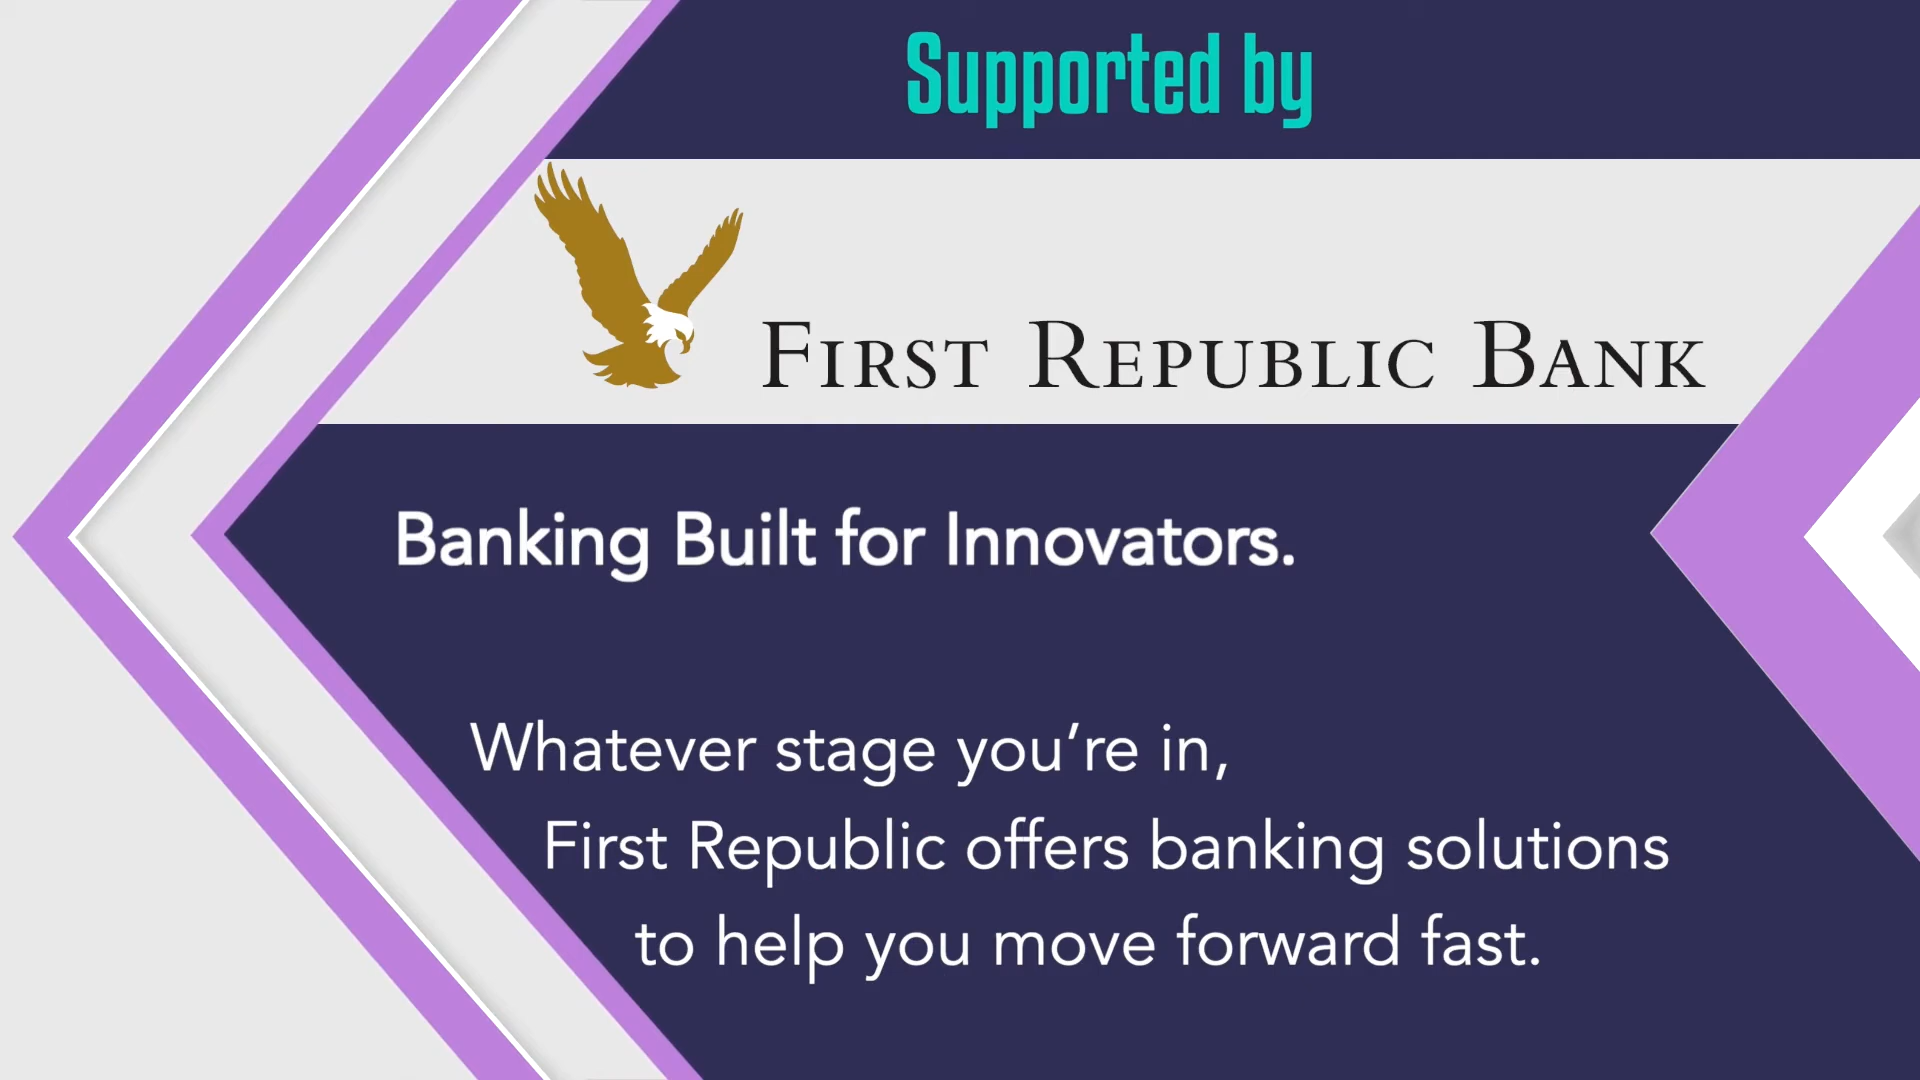 Supported by
First Republic Bank
Banking Built for Innovators.
Whatever stage you’re in,
First Republic offers banking solutions
to help you move forward fast.